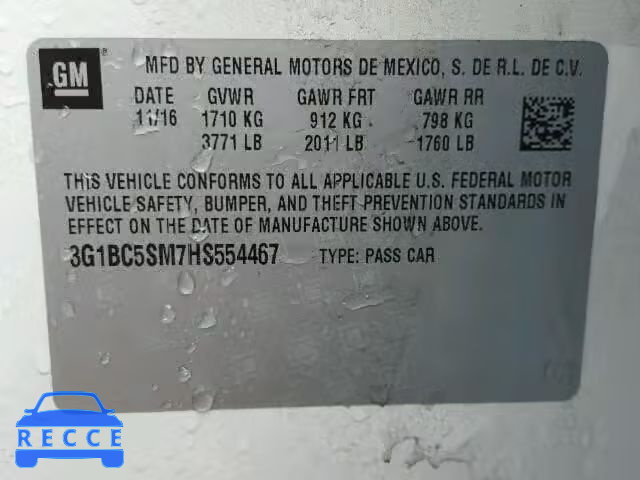 GM
MFD BY GENERAL MOTORS DE MEXICO, S. DE R.L. DE C.V.
DATE GVWR GAWR FRT GAWR RR
11/16 1710 KG 912 KG 798 KG
3771 LB 2011 LB 1760 LB
THIS VEHICLE CONFORMS TO ALL APPLICABLE U.S. FEDERAL MOTOR
VEHICLE SAFETY, BUMPER, AND THEFT PREVENTION STANDARDS IN
EFFECT ON THE DATE OF MANUFACTURE SHOWN ABOVE.
3G1BC5SM7HS554467 TYPE: PASS CAR
RECCE